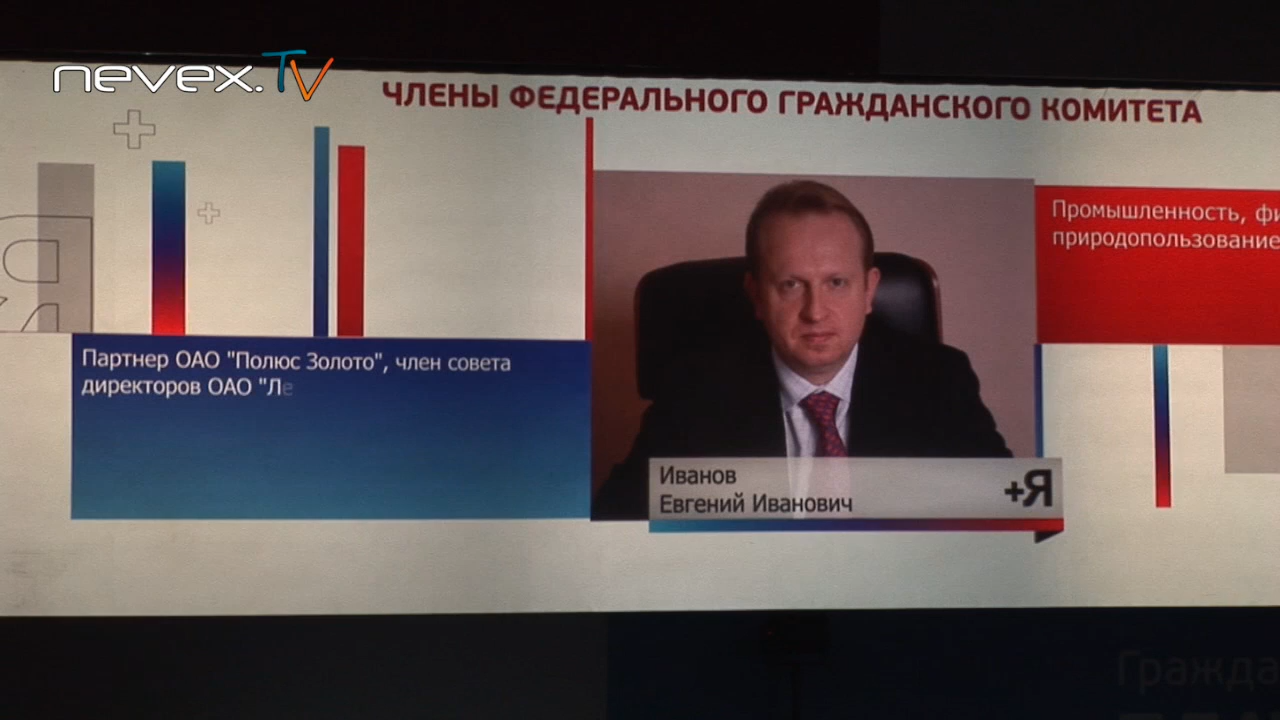 nevex.TV
ЧЛЕНЫ ФЕДЕРАЛЬНОГО ГРАЖДАНСКОГО КОМИТЕТА
Партнер ОАО "Полюс Золото", член совета
директоров ОАО "Ле
Иванов
Евгений Иванович
+Я
Промышленность, фи
природопользование
Я
Гражда